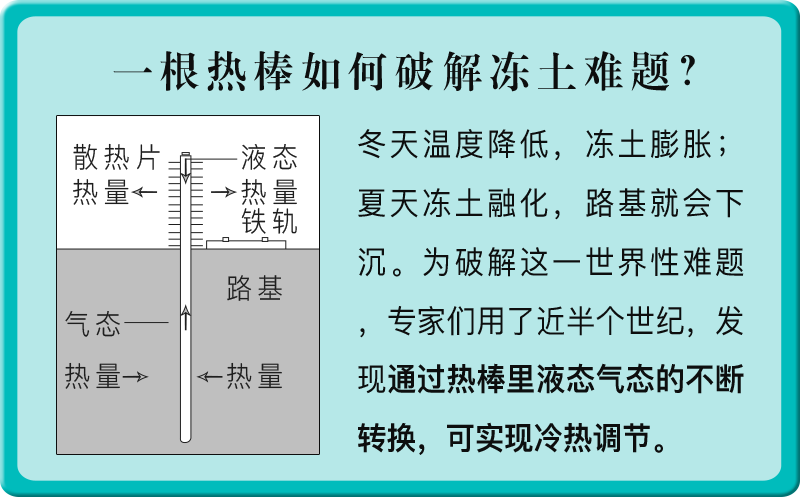 一根热棒如何破解冻土难题？
散热片 液态
热量 热量
铁轨
路基
气态
热量 热量
冬天温度降低，冻土膨胀；
夏天冻土融化，路基就会下
沉。为破解这一世界性难题
，专家们用了近半个世纪，发
现通过热棒里液态气态的不断
转换，可实现冷热调节。